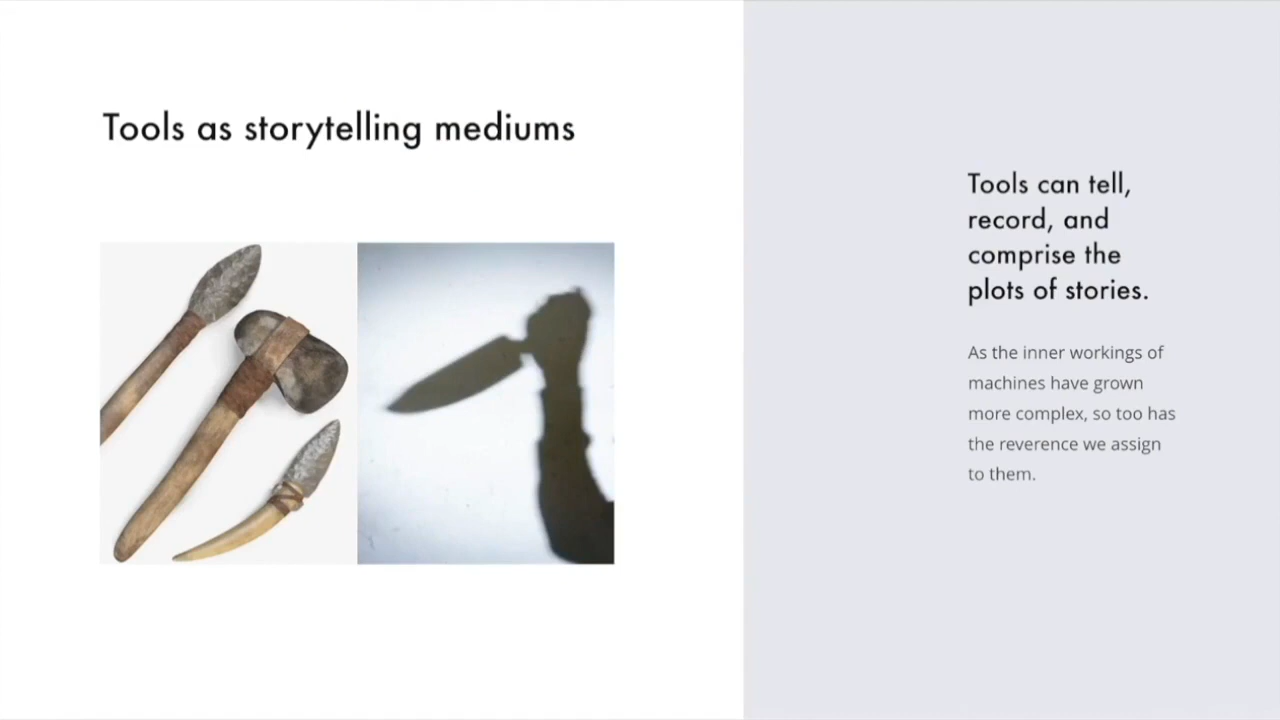 Tools as storytelling mediums
Tools can tell,
record, and
comprise the
plots of stories.
As the inner workings of
machines have grown
more complex, so too has
the reverence we assign
to them.